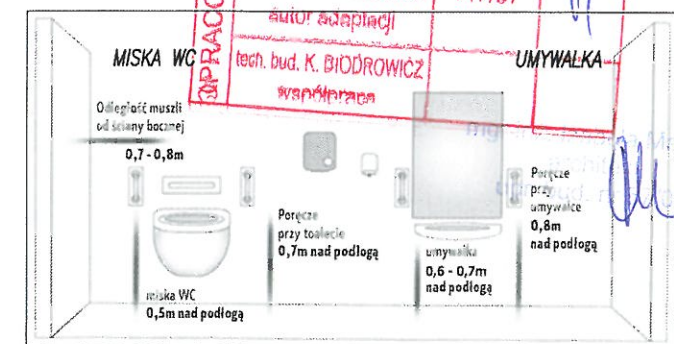 autor adaptacji
MISKA WC
tech. bud. K. BIODROWICZ
UMYWALKA
współpraca
Odległość muszli
od ściany bocznej
0,7 - 0,8m
Poręcze
przy
umywalce
0,8m
nad podłogą
Poręcze
przy toalecie
0,7m nad podłogą
umywalka
0,6 - 0,7m
nad podłogą
miska WC
0,5m nad podłogą